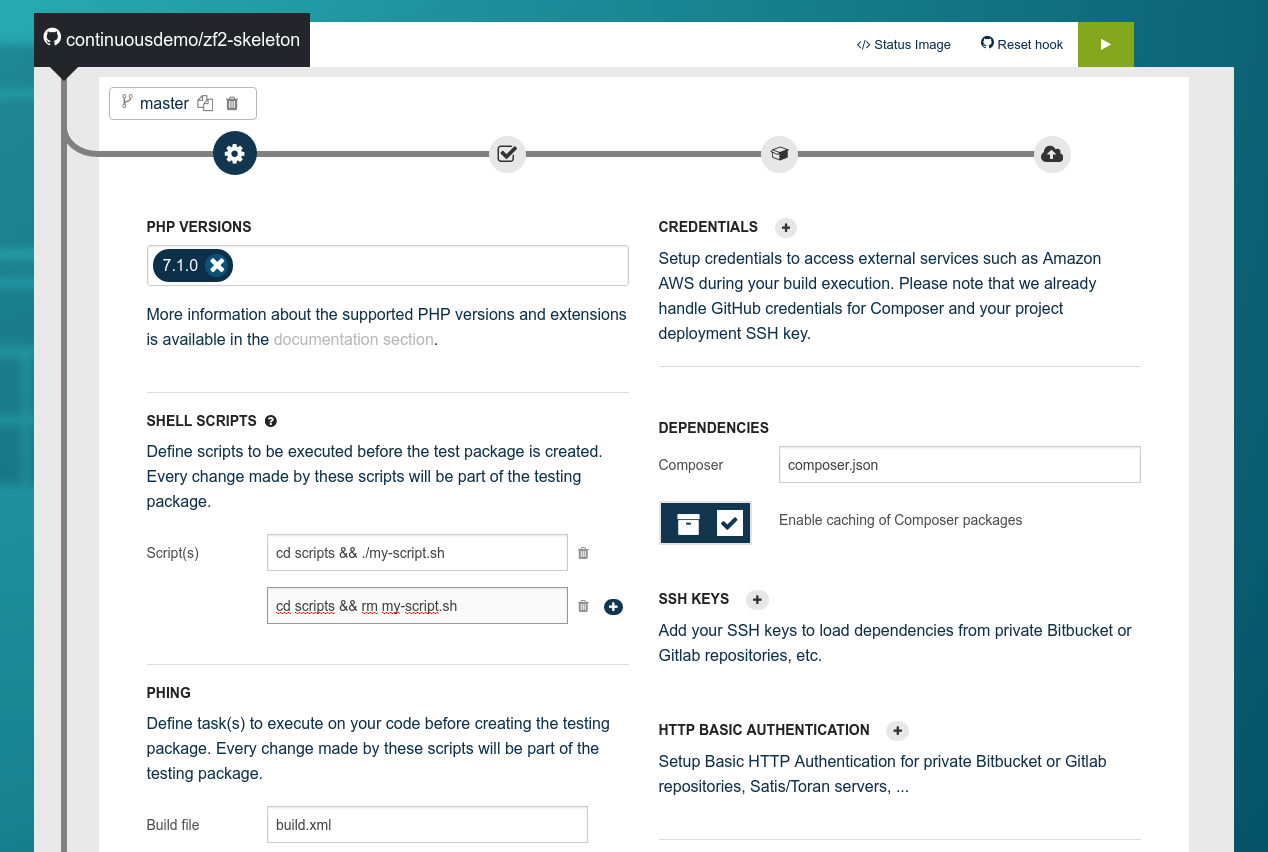 continuousdemo/zf2-skeleton
</> Status Image
Reset hook
master
PHP VERSIONS
7.1.0
More information about the supported PHP versions and extensions
is available in the documentation section.
SHELL SCRIPTS
Define scripts to be executed before the test package is created.
Every change made by these scripts will be part of the testing
package.
Script(s)
cd scripts && ./my-script.sh
cd scripts && rm my-script.sh
PHING
Define task(s) to execute on your code before creating the testing
package. Every change made by these scripts will be part of the
testing package.
Build file
build.xml
CREDENTIALS
Setup credentials to access external services such as Amazon
AWS during your build execution. Please note that we already
handle GitHub credentials for Composer and your project
deployment SSH key.
DEPENDENCIES
Composer
composer.json
Enable caching of Composer packages
SSH KEYS
Add your SSH keys to load dependencies from private Bitbucket or
Gitlab repositories, etc.
HTTP BASIC AUTHENTICATION
Setup Basic HTTP Authentication for private Bitbucket or Gitlab
repositories, Satis/Toran servers, ...